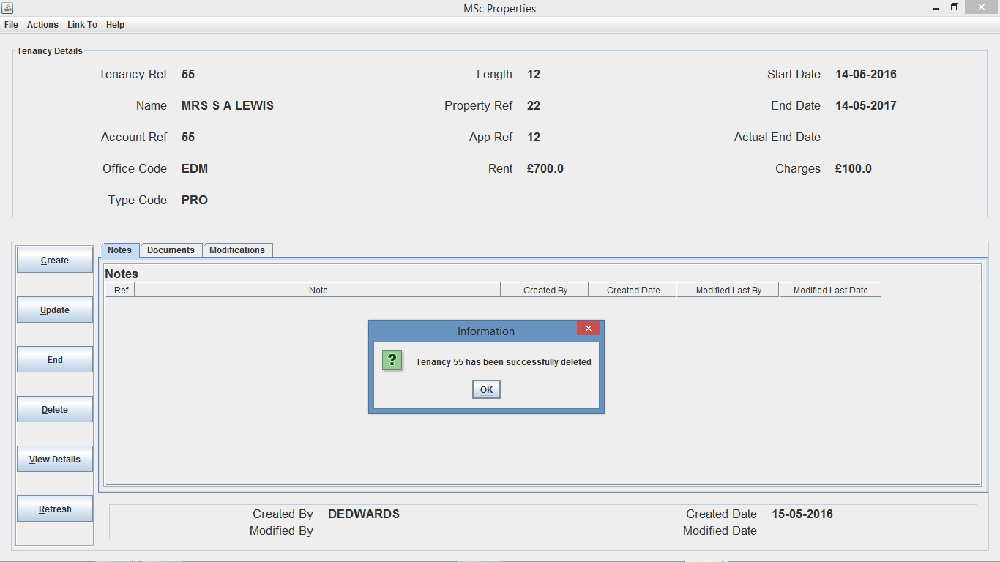 MSc Properties
File Actions Link To Help
Tenancy Details
Tenancy Ref 55 Length 12 Start Date 14-05-2016
Name MRS S A LEWIS Property Ref 22 End Date 14-05-2017
Account Ref 55 App Ref 12 Actual End Date
Office Code EDM Rent £700.0 Charges £100.0
Type Code PRO
Notes Documents Modifications
Create
Update
End
Delete
View Details
Refresh
Notes
Ref Note Created By Created Date Modified Last By Modified Last Date
Information
? Tenancy 55 has been successfully deleted
OK
Created By DEDWARDS Created Date 15-05-2016
Modified By Modified Date